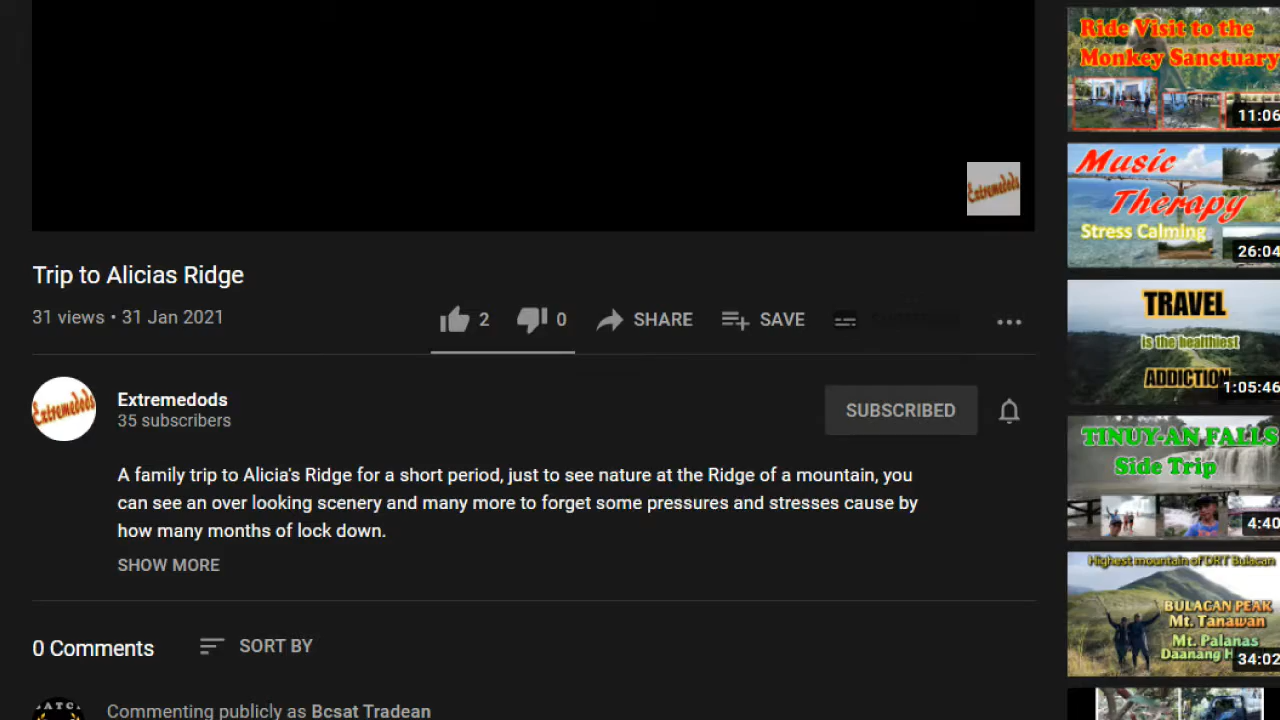 Extremedods
Trip to Alicias Ridge
31 views • 31 Jan 2021
2
0
SHARE
SAVE
Extremedods
Extremedods
35 subscribers
SUBSCRIBED
A family trip to Alicia's Ridge for a short period, just to see nature at the Ridge of a mountain, you
can see an over looking scenery and many more to forget some pressures and stresses cause by
how many months of lock down.
SHOW MORE
0 Comments
SORT BY
Commenting publicly as Bcsat Tradean
Ride Visit to the
Monkey Sanctuary
11:06
Music
Therapy
Stress Calming
26:04
TRAVEL
is the healthiest
ADDICTION
1:05:46
TINUY-AN FALLS
Side Trip
4:40
Highest mountain of DRT Bulacan
BULACAN PEAK
Mt. Tanawan
Mt. Palanas
Daanang
34:02